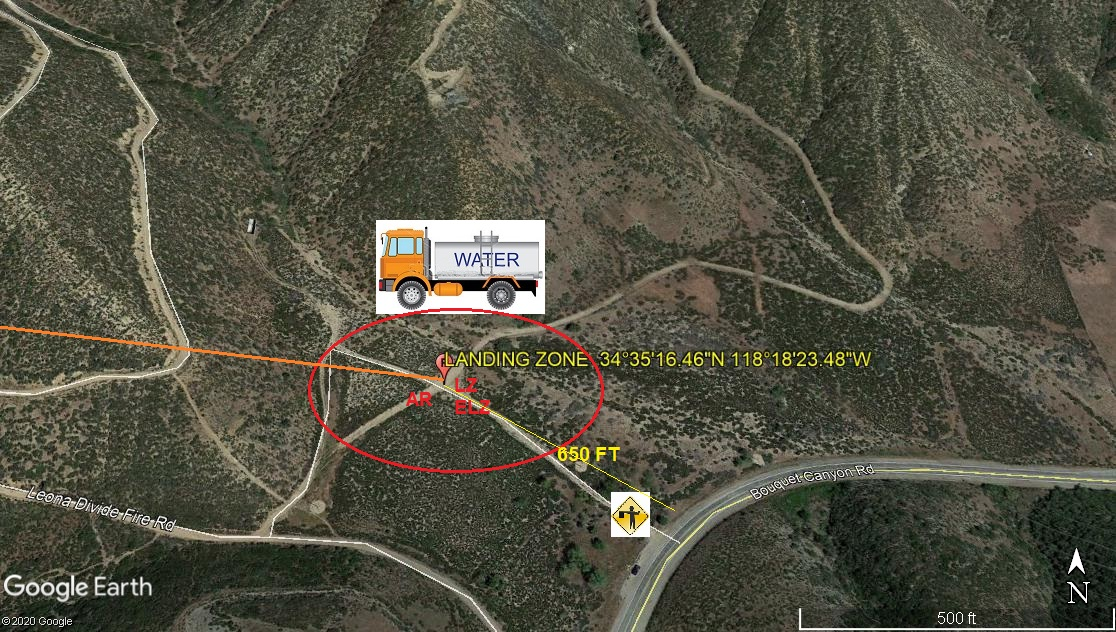 WATER
LANDING ZONE 34°35'16.46"N 118°18'23.48"W
LZ
AR
ELZ
650 FT
Bouquet Canyon Rd
Leona Divide Fire Rd
Google Earth
N
©2020 Google
500 ft